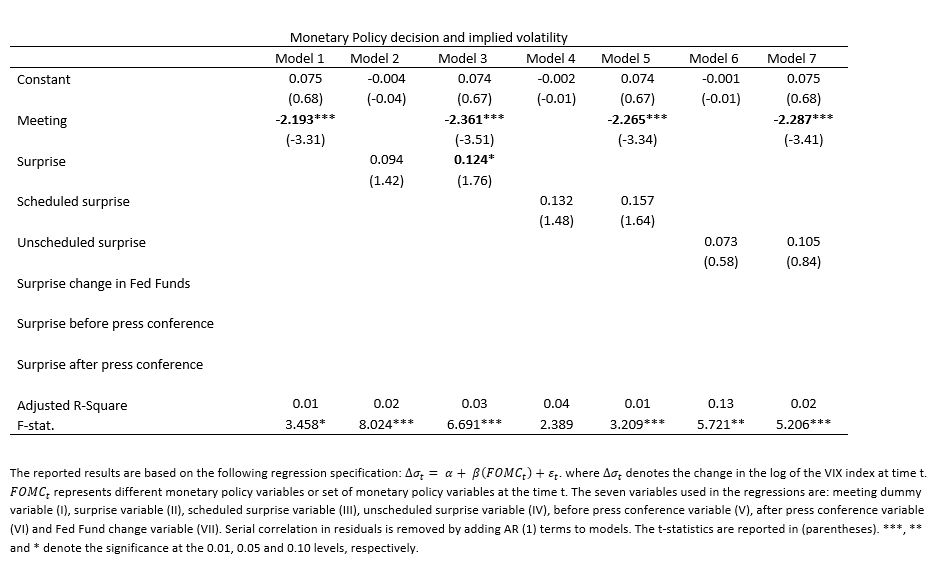 Monetary Policy decision and implied volatility
Model 1 Model 2 Model 3 Model 4 Model 5 Model 6 Model 7
Constant 0.075 -0.004 0.074 -0.002 0.074 -0.001 0.075
(0.68) (-0.04) (0.67) (-0.01) (0.67) (-0.01) (0.68)
Meeting -2.193*** -2.361*** -2.265*** -2.287***
(-3.31) (-3.51) (-3.34) (-3.41)
Surprise 0.094 0.124*
(1.42) (1.76)
Scheduled surprise 0.132 0.157
(1.48) (1.64)
Unscheduled surprise 0.073 0.105
(0.58) (0.84)
Surprise change in Fed Funds
Surprise before press conference
Surprise after press conference
Adjusted R-Square 0.01 0.02 0.03 0.04 0.01 0.13 0.02
F-stat. 3.458* 8.024*** 6.691*** 2.389 3.209*** 5.721** 5.206***
The reported results are based on the following regression specification: Δσₜ = α + β(FOMCₜ) + εₜ. where Δσₜ denotes the change in the log of the VIX index at time t.
FOMCₜ represents different monetary policy variables or set of monetary policy variables at the time t. The seven variables used in the regressions are: meeting dummy
variable (I), surprise variable (II), scheduled surprise variable (III), unscheduled surprise variable (IV), before press conference variable (V), after press conference variable
(VI) and Fed Fund change variable (VII). Serial correlation in residuals is removed by adding AR (1) terms to models. The t-statistics are reported in (parentheses). ***, **
and * denote the significance at the 0.01, 0.05 and 0.10 levels, respectively.